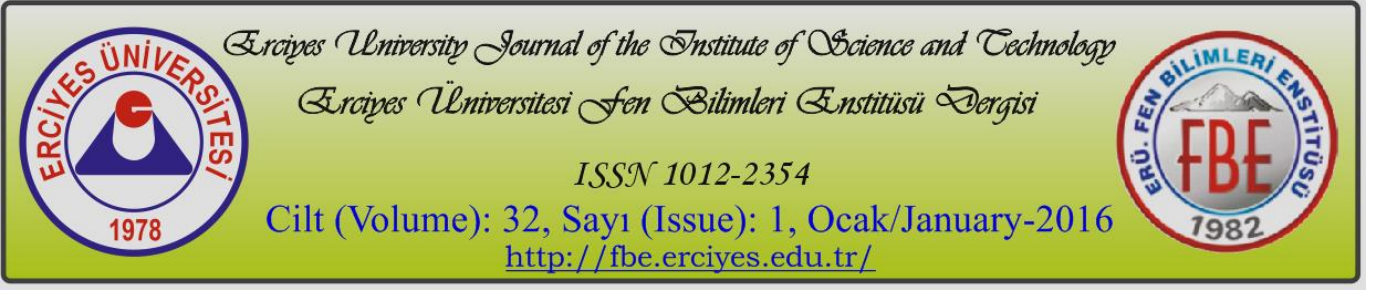 ERCİYES ÜNİVERSİTESİ
1978
Erciyes University Journal of the Institute of Science and Technology
Erciyes Üniversitesi Fen Bilimleri Enstitüsü Dergisi
ISSN 1012-2354
Cilt (Volume): 32, Sayı (Issue): 1, Ocak/January-2016
http://fbe.erciyes.edu.tr/
ERÜ. FEN BİLİMLERİ ENSTİTÜSÜ
FBE
1982